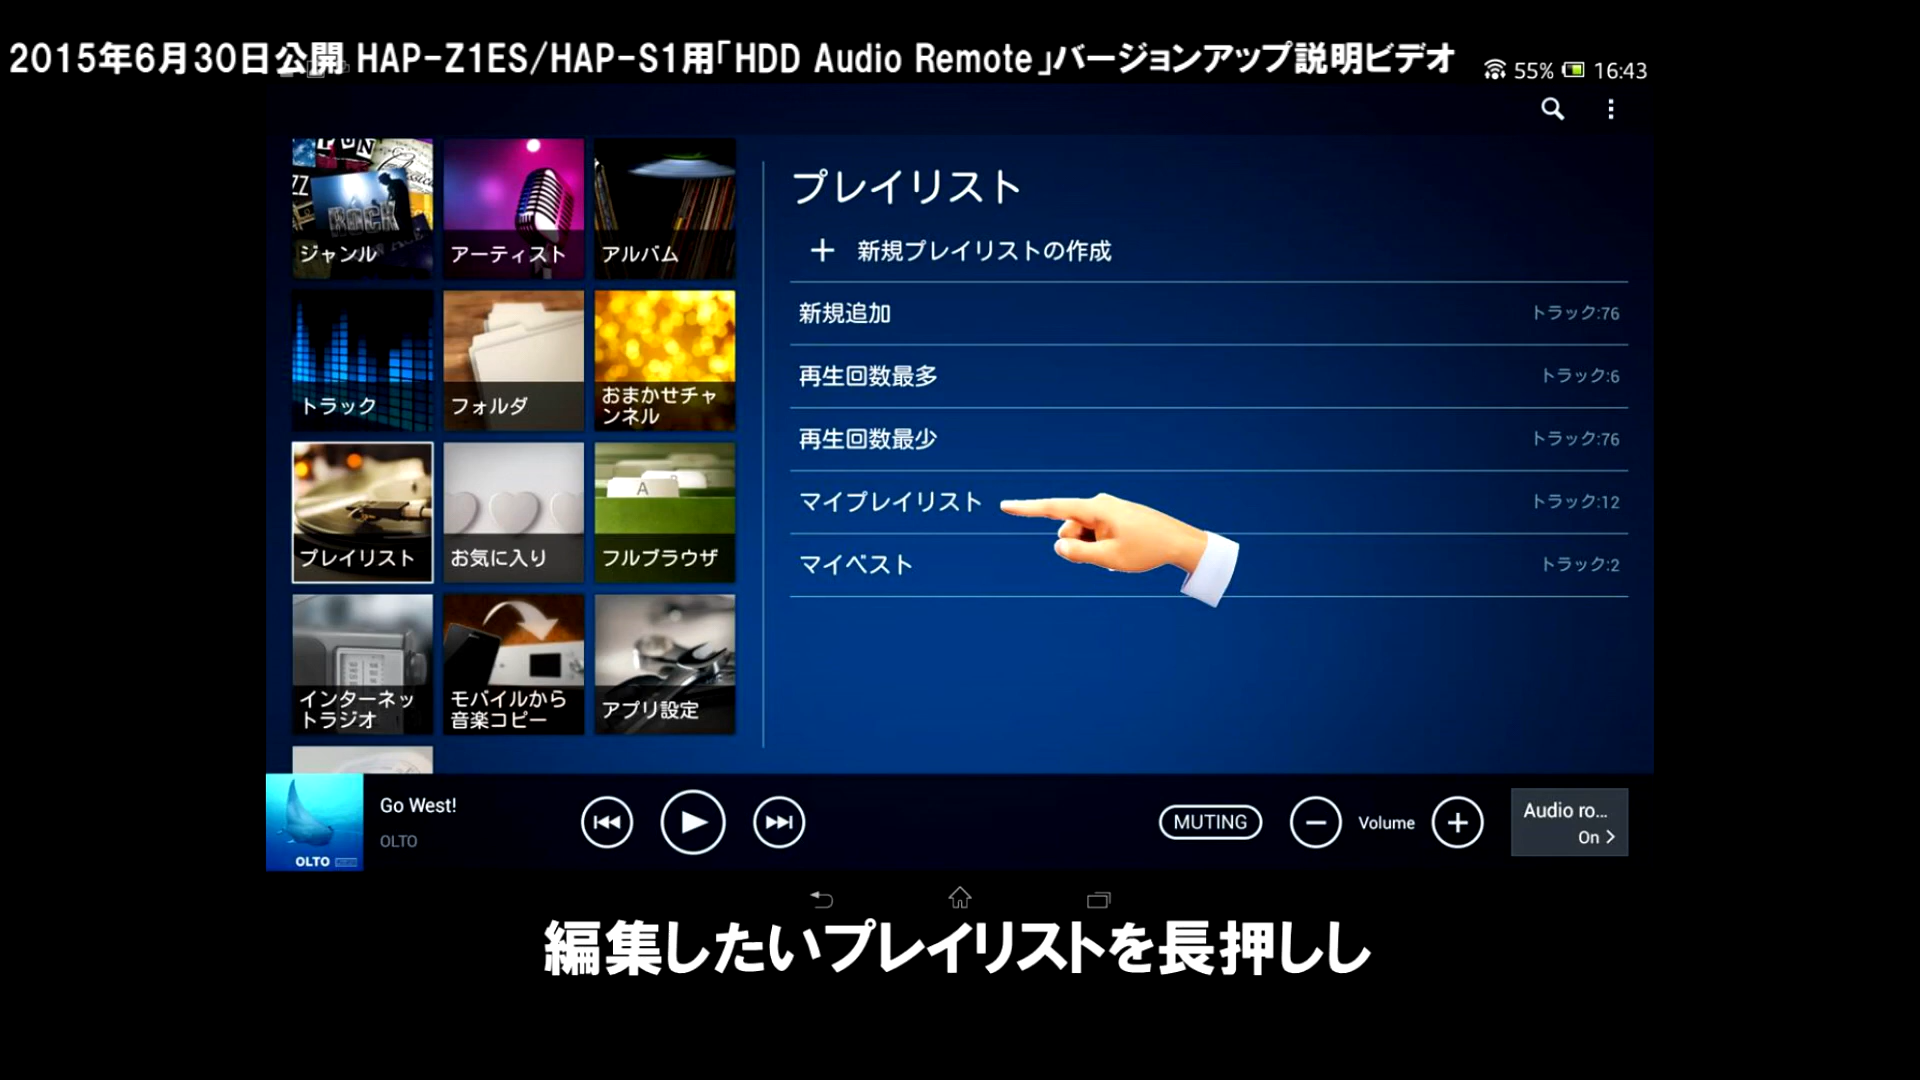 2015年6月30日公開 HAP-Z1ES/HAP-S1用「HDD Audio Remote」バージョンアップ説明ビデオ
55% 16:43
ジャンル
アーティスト
アルバム
トラック
フォルダ
おまかせチャ
ンネル
プレイリスト
お気に入り
フルブラウザ
インターネッ
トラジオ
モバイルから
音楽コピー
アプリ設定
プレイリスト
+ 新規プレイリストの作成
新規追加 トラック:76
再生回数最多 トラック:6
再生回数最少 トラック:76
マイプレイリスト トラック:12
マイベスト トラック:2
ROCK
A
OLTO
Go West!
OLTO
MUTING
Volume
Audio ro...
On >
編集したいプレイリストを長押しし